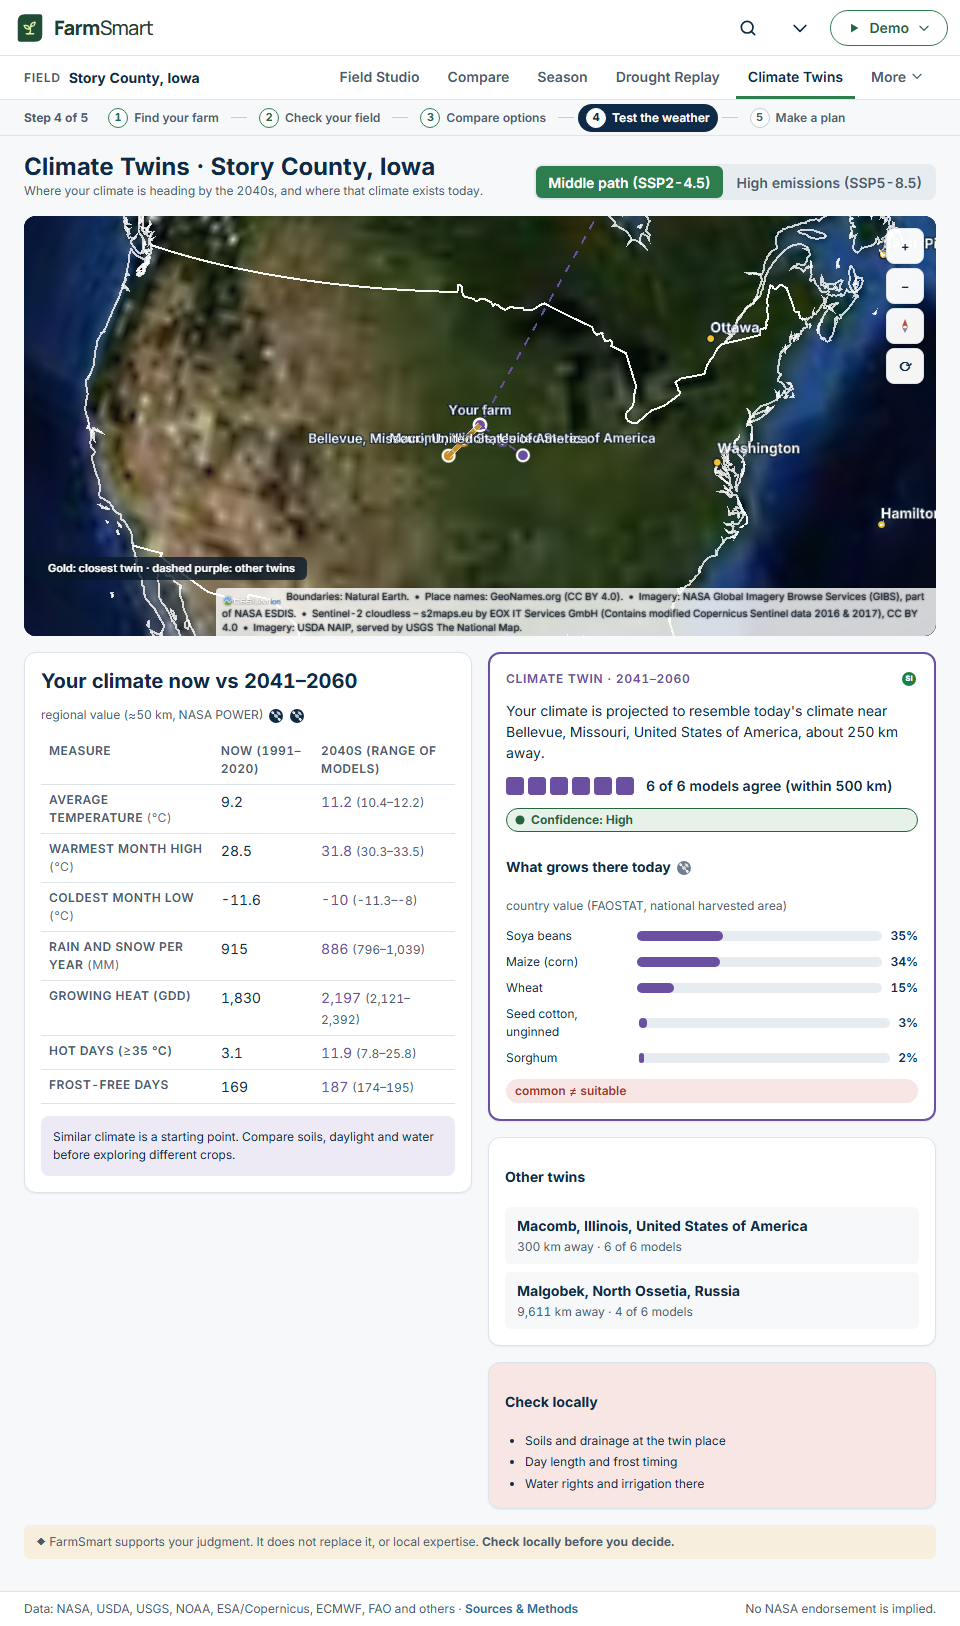 FarmSmart
Demo
FIELD Story County, Iowa
Field Studio
Compare
Season
Drought Replay
Climate Twins
More
Step 4 of 5
1 Find your farm
2 Check your field
3 Compare options
4 Test the weather
5 Make a plan
Climate Twins · Story County, Iowa
Where your climate is heading by the 2040s, and where that climate exists today.
Middle path (SSP2-4.5)
High emissions (SSP5-8.5)
+
−
Ottawa
Your farm
Bellevue, Missouri, United States of America
Washington
Hamilton
Gold: closest twin · dashed purple: other twins
Boundaries: Natural Earth. • Place names: GeoNames.org (CC BY 4.0). • Imagery: NASA Global Imagery Browse Services (GIBS), part
of NASA ESDIS. • Sentinel-2 cloudless – s2maps.eu by EOX IT Services GmbH (Contains modified Copernicus Sentinel data 2016 & 2017), CC BY
4.0 • Imagery: USDA NAIP, served by USGS The National Map.
Your climate now vs 2041–2060
regional value (≈50 km, NASA POWER)
MEASURE
NOW (1991–
2020)
2040S (RANGE OF
MODELS)
AVERAGE
TEMPERATURE (°C)
9.2
11.2 (10.4–12.2)
WARMEST MONTH HIGH
(°C)
28.5
31.8 (30.3–33.5)
COLDEST MONTH LOW
(°C)
-11.6
-10 (-11.3–-8)
RAIN AND SNOW PER
YEAR (MM)
915
886 (796–1,039)
GROWING HEAT (GDD)
1,830
2,197 (2,121–
2,392)
HOT DAYS (≥35 °C)
3.1
11.9 (7.8–25.8)
FROST-FREE DAYS
169
187 (174–195)
Similar climate is a starting point. Compare soils, daylight and water
before exploring different crops.
CLIMATE TWIN · 2041–2060
SI
Your climate is projected to resemble today's climate near
Bellevue, Missouri, United States of America, about 250 km
away.
6 of 6 models agree (within 500 km)
Confidence: High
What grows there today
country value (FAOSTAT, national harvested area)
Soya beans
35%
Maize (corn)
34%
Wheat
15%
Seed cotton,
unginned
3%
Sorghum
2%
common ≠ suitable
Other twins
Macomb, Illinois, United States of America
300 km away · 6 of 6 models
Malgobek, North Ossetia, Russia
9,611 km away · 4 of 6 models
Check locally
• Soils and drainage at the twin place
• Day length and frost timing
• Water rights and irrigation there
◆ FarmSmart supports your judgment. It does not replace it, or local expertise. Check locally before you decide.
Data: NASA, USDA, USGS, NOAA, ESA/Copernicus, ECMWF, FAO and others · Sources & Methods
No NASA endorsement is implied.